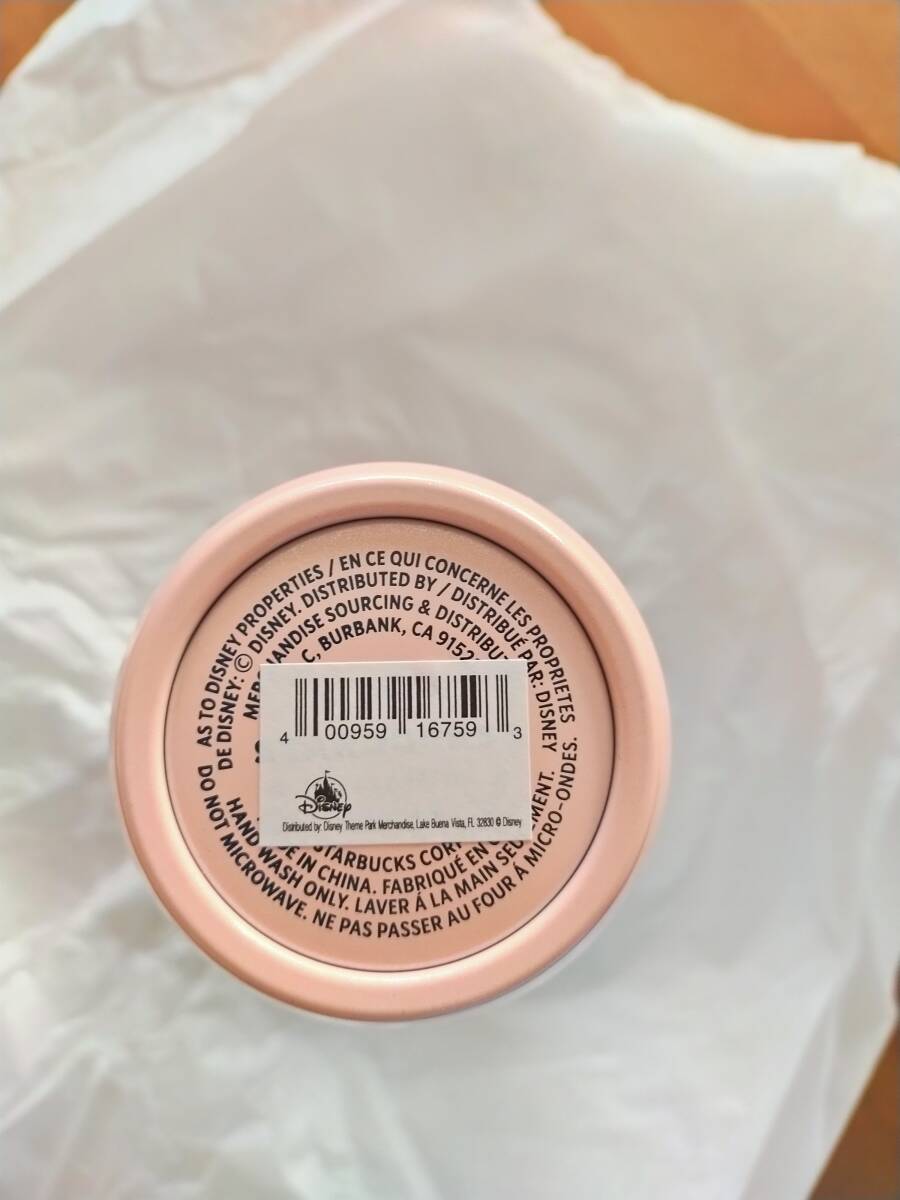 AS TO DISNEY PROPERTIES / EN CE QUI CONCERNE LES PROPRIETES
DE DISNEY: © DISNEY. DISTRIBUTED BY / DISTRIBUÉ PAR: DISNEY
& DISTRIBUT
SOURCING
C, BURBANK, CA 9152
4 00959 16759 3
Disney
Distributed by: Disney Theme Park Merchandise, Lake Buena Vista, FL 32830 © Disney
STARBUCKS
IN CHINA. FABRIQUÉ EN
HAND WASH ONLY. LAVER Á LA MAIN SEULEMENT.
DO NOT MICROWAVE. NE PAS PASSER AU FOUR À MICRO-ONDES.